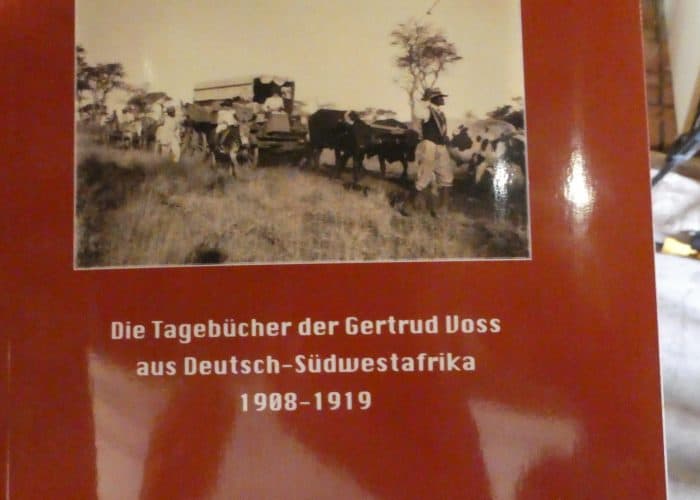 Die Tagebücher der Gertrud Voss
aus Deutsch-Südwestafrika
1908-1919